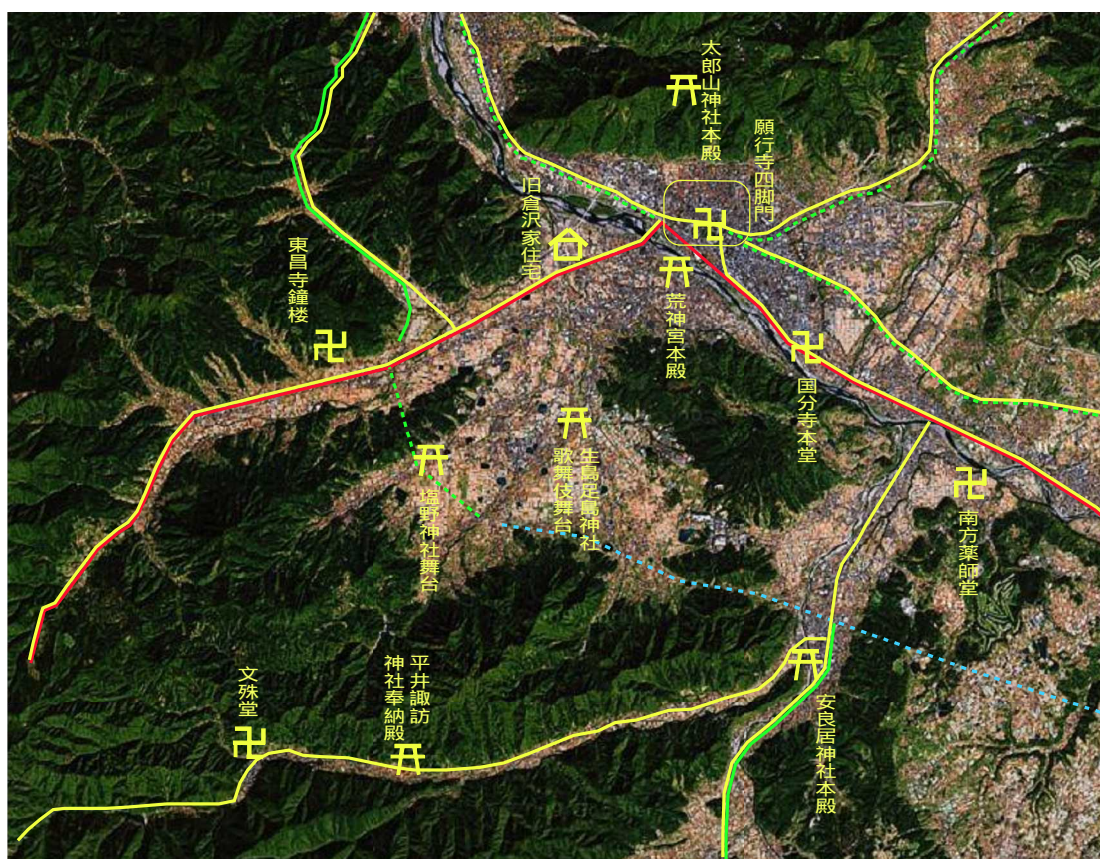 太郎山神社本殿
願行寺四脚門
旧倉沢家住宅
東昌寺鐘楼
荒神宮本殿
国分寺本堂
生島足島神社
歌舞伎舞台
塩野神社舞台
南方薬師堂
平井諏訪
神社奉納殿
文殊堂
安良居神社本殿